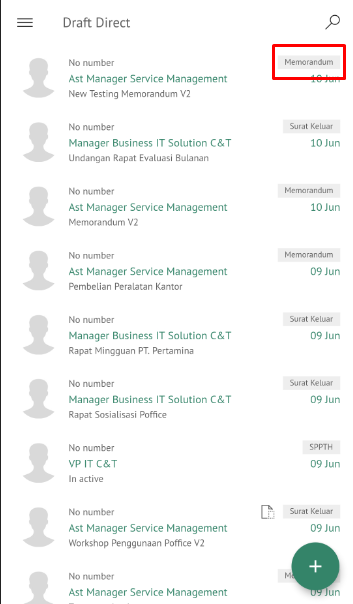 Draft Direct
No number
Memorandum
Ast Manager Service Management
10 Jun
New Testing Memorandum V2
No number
Surat Keluar
Manager Business IT Solution C&T
10 Jun
Undangan Rapat Evaluasi Bulanan
No number
Memorandum
Ast Manager Service Management
10 Jun
Memorandum V2
No number
Memorandum
Ast Manager Service Management
09 Jun
Pembelian Peralatan Kantor
No number
Surat Keluar
Manager Business IT Solution C&T
09 Jun
Rapat Mingguan PT. Pertamina
No number
Surat Keluar
Manager Business IT Solution C&T
09 Jun
Rapat Sosialisasi Poffice
No number
SPPTH
VP IT C&T
09 Jun
In active
No number
Surat Keluar
Ast Manager Service Management
09 Jun
Workshop Penggunaan Poffice V2
No number
Ast Manager Service Management
09 Jun